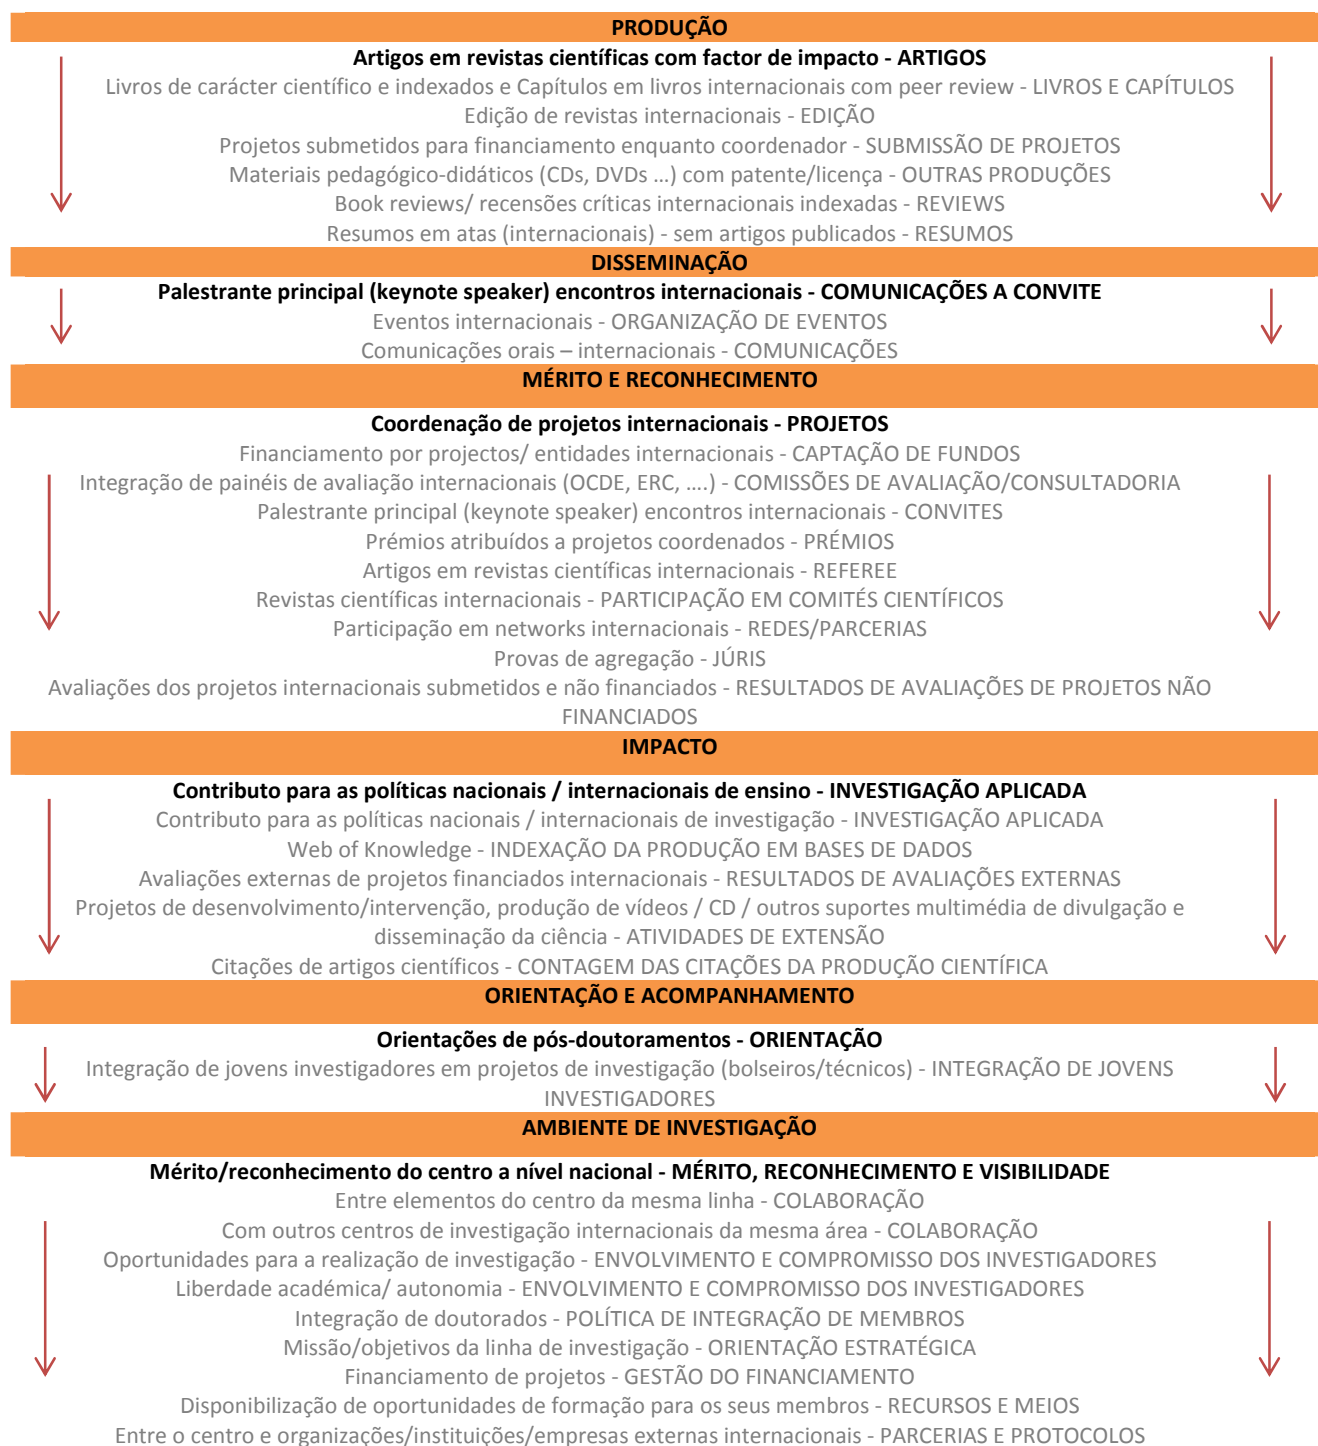 PRODUÇÃO
Artigos em revistas científicas com factor de impacto - ARTIGOS
Livros de carácter científico e indexados e Capítulos em livros internacionais com peer review - LIVROS E CAPÍTULOS
Edição de revistas internacionais - EDIÇÃO
Projetos submetidos para financiamento enquanto coordenador - SUBMISSÃO DE PROJETOS
Materiais pedagógico-didáticos (CDs, DVDs ...) com patente/licença - OUTRAS PRODUÇÕES
Book reviews/ recensões críticas internacionais indexadas - REVIEWS
Resumos em atas (internacionais) - sem artigos publicados - RESUMOS
DISSEMINAÇÃO
Palestrante principal (keynote speaker) encontros internacionais - COMUNICAÇÕES A CONVITE
Eventos internacionais - ORGANIZAÇÃO DE EVENTOS
Comunicações orais – internacionais - COMUNICAÇÕES
MÉRITO E RECONHECIMENTO
Coordenação de projetos internacionais - PROJETOS
Financiamento por projectos/ entidades internacionais - CAPTAÇÃO DE FUNDOS
Integração de painéis de avaliação internacionais (OCDE, ERC, ....) - COMISSÕES DE AVALIAÇÃO/CONSULTADORIA
Palestrante principal (keynote speaker) encontros internacionais - CONVITES
Prémios atribuídos a projetos coordenados - PRÉMIOS
Artigos em revistas científicas internacionais - REFEREE
Revistas científicas internacionais - PARTICIPAÇÃO EM COMITÉS CIENTÍFICOS
Participação em networks internacionais - REDES/PARCERIAS
Provas de agregação - JÚRIS
Avaliações dos projetos internacionais submetidos e não financiados - RESULTADOS DE AVALIAÇÕES DE PROJETOS NÃO
FINANCIADOS
IMPACTO
Contributo para as políticas nacionais / internacionais de ensino - INVESTIGAÇÃO APLICADA
Contributo para as políticas nacionais / internacionais de investigação - INVESTIGAÇÃO APLICADA
Web of Knowledge - INDEXAÇÃO DA PRODUÇÃO EM BASES DE DADOS
Avaliações externas de projetos financiados internacionais - RESULTADOS DE AVALIAÇÕES EXTERNAS
Projetos de desenvolvimento/intervenção, produção de vídeos / CD / outros suportes multimédia de divulgação e
disseminação da ciência - ATIVIDADES DE EXTENSÃO
Citações de artigos científicos - CONTAGEM DAS CITAÇÕES DA PRODUÇÃO CIENTÍFICA
ORIENTAÇÃO E ACOMPANHAMENTO
Orientações de pós-doutoramentos - ORIENTAÇÃO
Integração de jovens investigadores em projetos de investigação (bolseiros/técnicos) - INTEGRAÇÃO DE JOVENS
INVESTIGADORES
AMBIENTE DE INVESTIGAÇÃO
Mérito/reconhecimento do centro a nível nacional - MÉRITO, RECONHECIMENTO E VISIBILIDADE
Entre elementos do centro da mesma linha - COLABORAÇÃO
Com outros centros de investigação internacionais da mesma área - COLABORAÇÃO
Oportunidades para a realização de investigação - ENVOLVIMENTO E COMPROMISSO DOS INVESTIGADORES
Liberdade académica/ autonomia - ENVOLVIMENTO E COMPROMISSO DOS INVESTIGADORES
Integração de doutorados - POLÍTICA DE INTEGRAÇÃO DE MEMBROS
Missão/objetivos da linha de investigação - ORIENTAÇÃO ESTRATÉGICA
Financiamento de projetos - GESTÃO DO FINANCIAMENTO
Disponibilização de oportunidades de formação para os seus membros - RECURSOS E MEIOS
Entre o centro e organizações/instituições/empresas externas internacionais - PARCERIAS E PROTOCOLOS